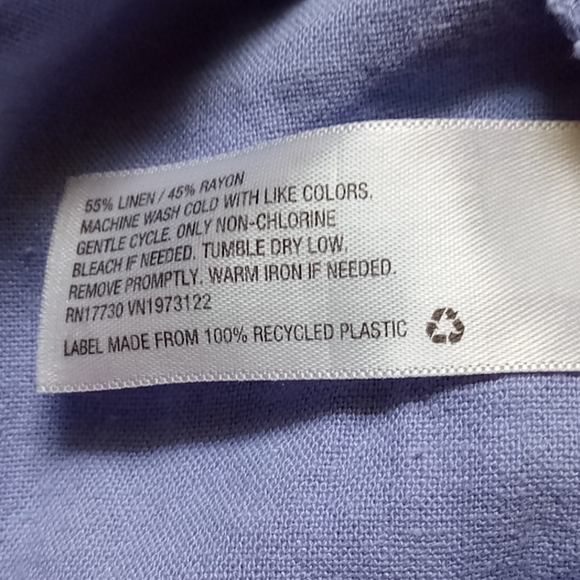 55% LINEN / 45% RAYON
MACHINE WASH COLD WITH LIKE COLORS.
GENTLE CYCLE. ONLY NON-CHLORINE
BLEACH IF NEEDED. TUMBLE DRY LOW.
REMOVE PROMPTLY. WARM IRON IF NEEDED.
RN17730 VN1973122
LABEL MADE FROM 100% RECYCLED PLASTIC